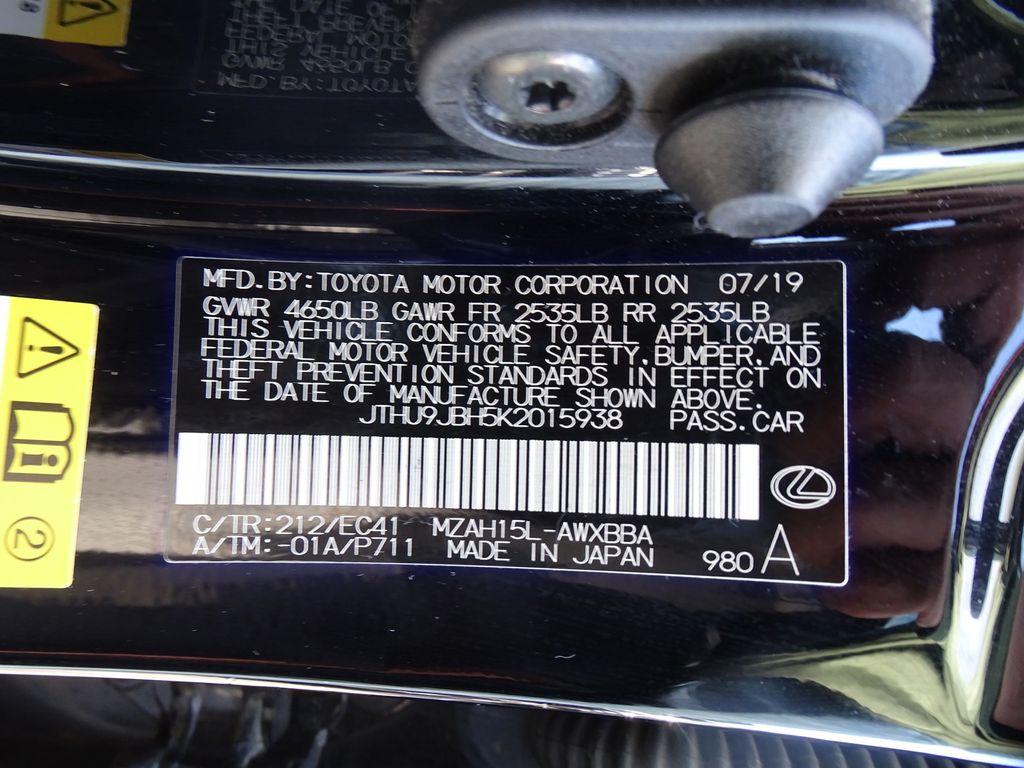 MFD.BY:TOYOTA MOTOR CORPORATION 07/19
GVWR 4650LB GAWR FR 2535LB RR 2535LB
THIS VEHICLE CONFORMS TO ALL APPLICABLE
FEDERAL MOTOR VEHICLE SAFETY,BUMPER,AND
THEFT PREVENTION STANDARDS IN EFFECT ON
THE DATE OF MANUFACTURE SHOWN ABOVE.
JTHU9JBH5K2015938 PASS.CAR
C/TR:212/EC41 MZAH15L-AWXBBA
A/TM:-01A/P711 MADE IN JAPAN
980 A
2